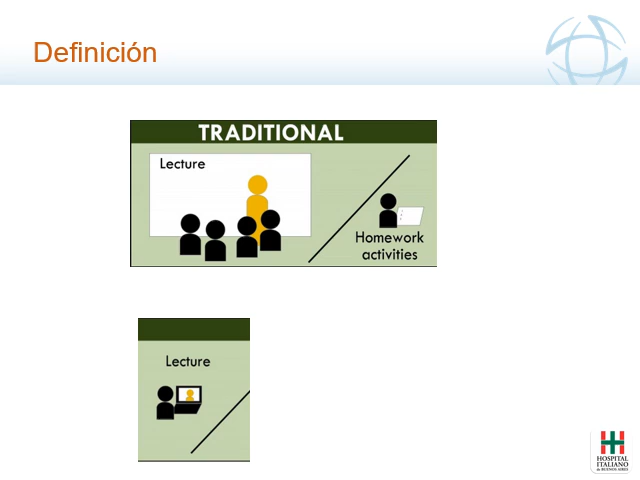 Definición
TRADITIONAL
Lecture
Homework
activities
Lecture
HOSPITAL
ITALIANO
de BUENOS AIRES